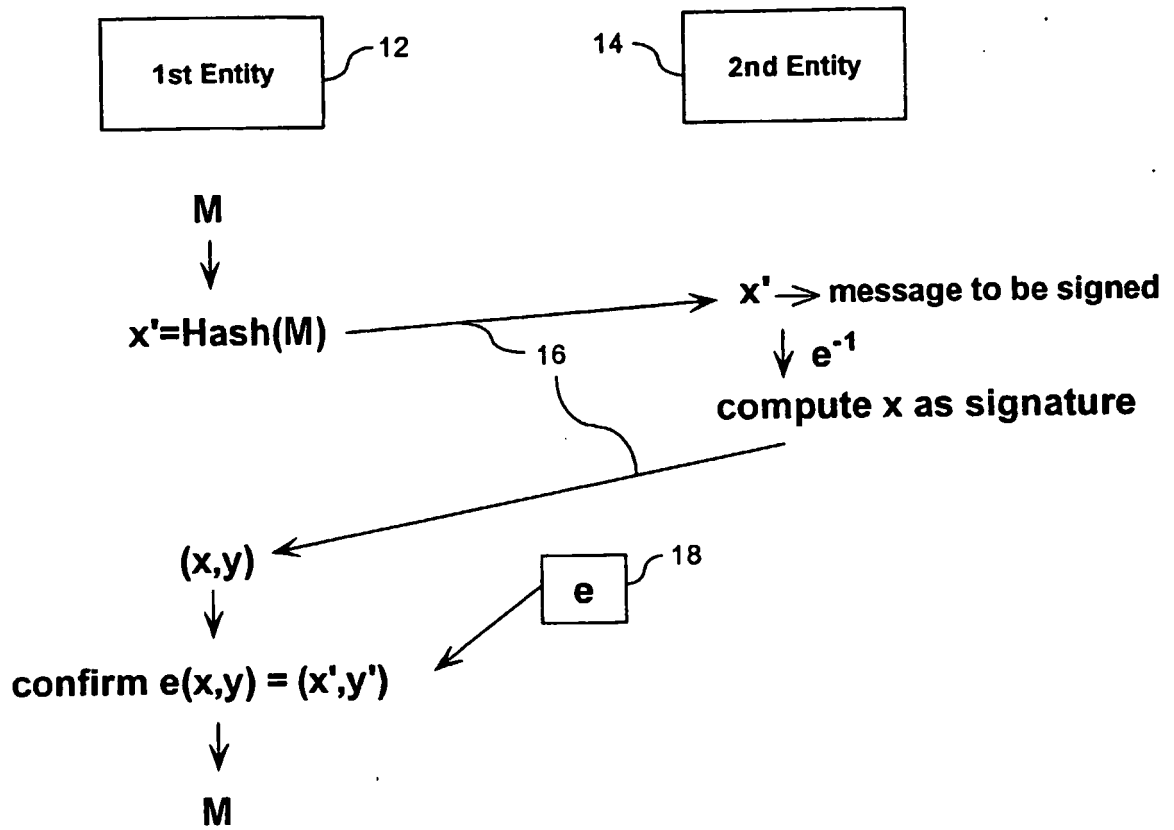 1st Entity
12
14
2nd Entity
M
x'=Hash(M)
16
x' → message to be signed
e⁻¹
compute x as signature
(x,y)
e
18
confirm e(x,y) = (x',y')
M